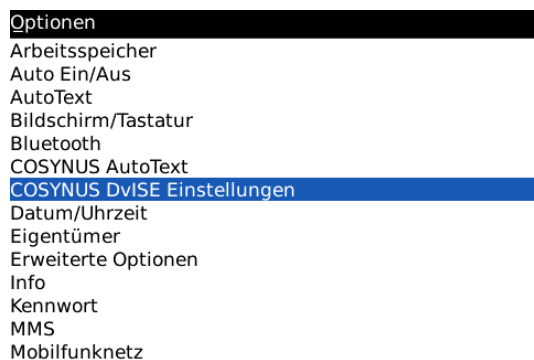 Optionen
Arbeitsspeicher
Auto Ein/Aus
AutoText
Bildschirm/Tastatur
Bluetooth
COSYNUS AutoText
COSYNUS DvISE Einstellungen
Datum/Uhrzeit
Eigentümer
Erweiterte Optionen
Info
Kennwort
MMS
Mobilfunknetz